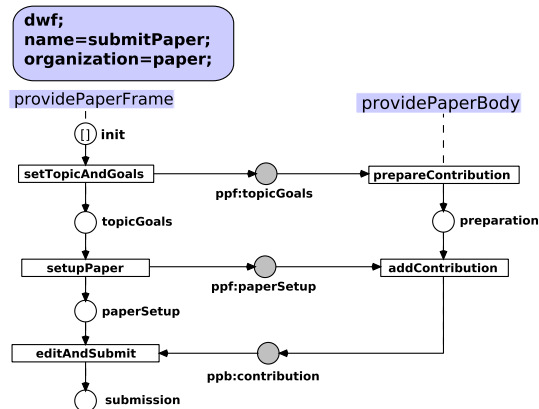 dwf;
name=submitPaper;
organization=paper;
providePaperFrame
providePaperBody
[] init
setTopicAndGoals
prepareContribution
ppf:topicGoals
topicGoals
preparation
setupPaper
addContribution
ppf:paperSetup
paperSetup
editAndSubmit
ppb:contribution
submission